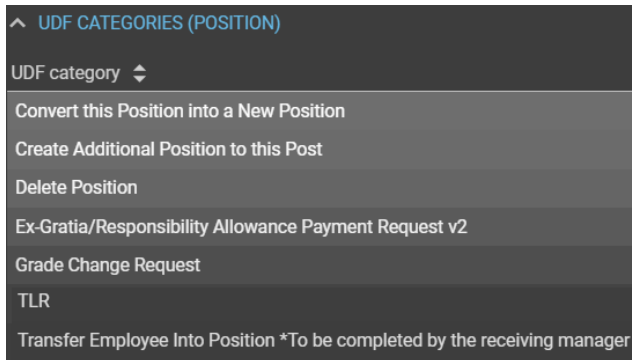 UDF CATEGORIES (POSITION)
UDF category
Convert this Position into a New Position
Create Additional Position to this Post
Delete Position
Ex-Gratia/Responsibility Allowance Payment Request v2
Grade Change Request
TLR
Transfer Employee Into Position *To be completed by the receiving manager